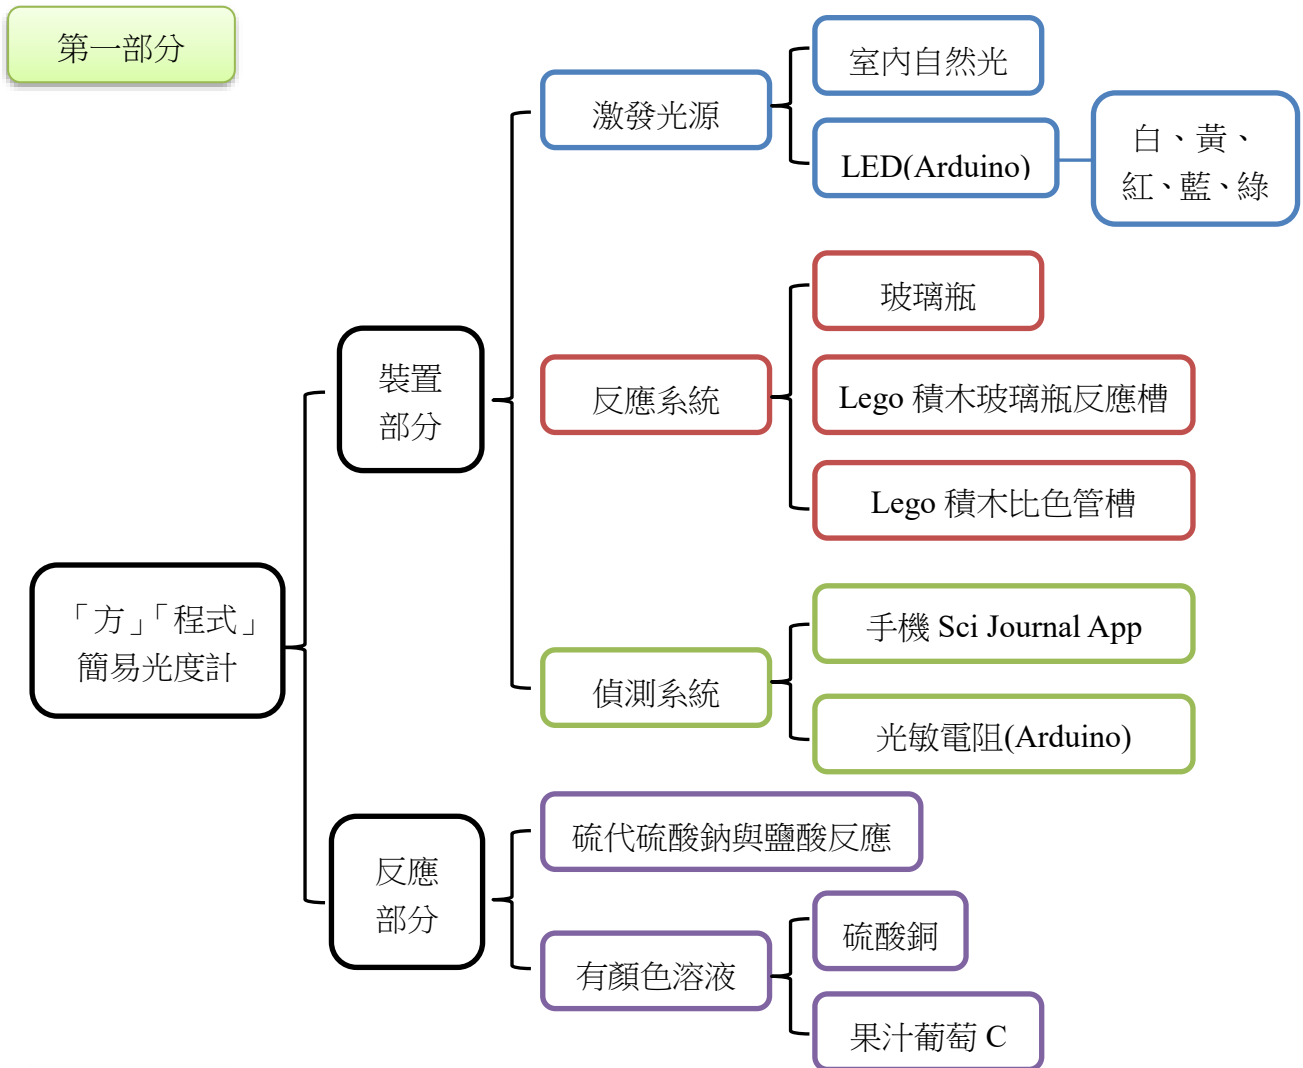 第一部分
「方」「程式」
簡易光度計
裝置
部分
激發光源
室內自然光
LED(Arduino)
白、黃、
紅、藍、綠
反應系統
玻璃瓶
Lego 積木玻璃瓶反應槽
Lego 積木比色管槽
偵測系統
手機 Sci Journal App
光敏電阻(Arduino)
反應
部分
硫代硫酸鈉與鹽酸反應
有顏色溶液
硫酸銅
果汁葡萄 C